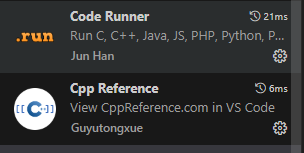 Code Runner 21ms
.run
Run C, C++, Java, JS, PHP, Python, P...
Jun Han
Cpp Reference 6ms
C++
View CppReference.com in VS Code
Guyutongxue